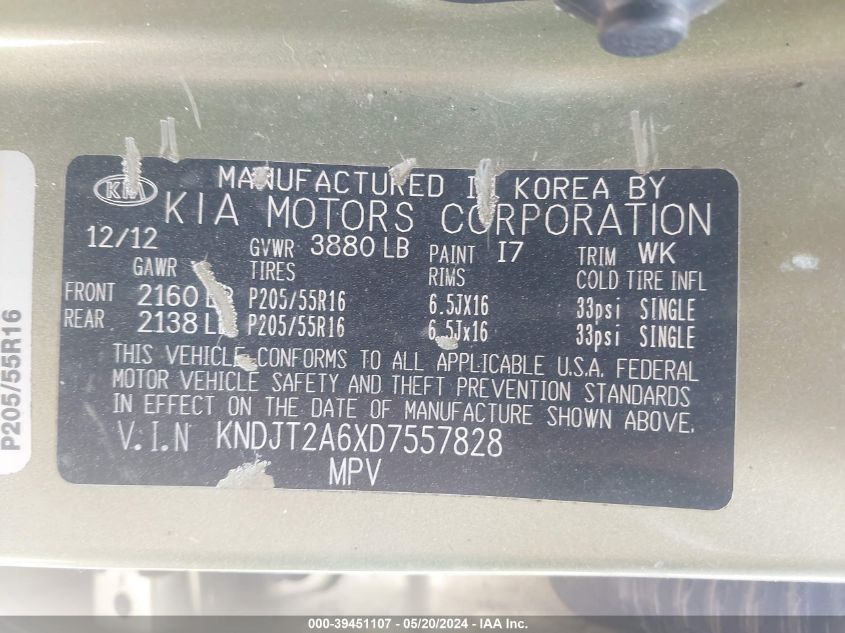 KIA
MANUFACTURED IN KOREA BY
KIA MOTORS CORPORATION
12/12 GVWR 3880 LB PAINT I7 TRIM WK
GAWR TIRES RIMS COLD TIRE INFL
FRONT 2160 LB P205/55R16 6.5JX16 33psi SINGLE
REAR 2138 LB P205/55R16 6.5Jx16 33psi SINGLE
THIS VEHICLE CONFORMS TO ALL APPLICABLE U.S.A. FEDERAL
MOTOR VEHICLE SAFETY AND THEFT PREVENTION STANDARDS
IN EFFECT ON THE DATE OF MANUFACTURE SHOWN ABOVE.
V.I.N KNDJT2A6XD7557828
MPV
P205/55R16
000-39451107 - 05/20/2024 - IAA Inc.